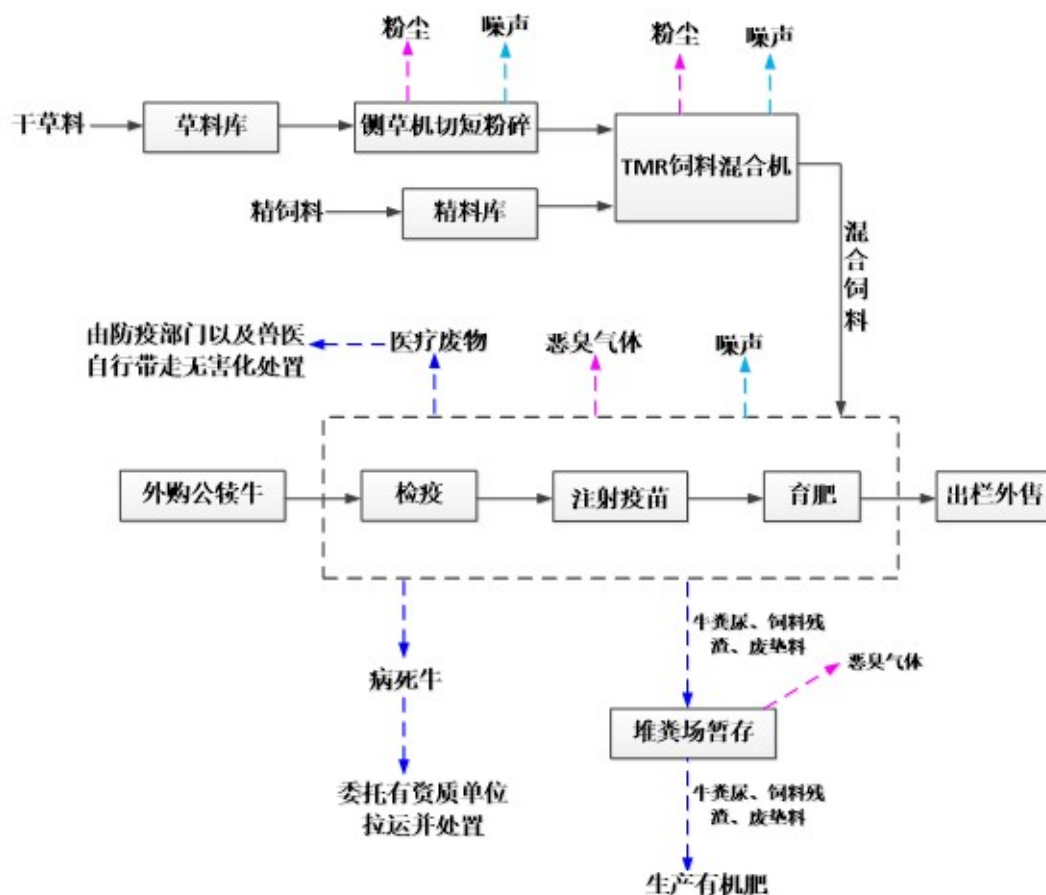 粉尘
噪声
粉尘
噪声
干草料
草料库
铡草机切短粉碎
TMR饲料混合机
精饲料
精料库
混合饲料
由防疫部门以及兽医
自行带走无害化处置
医疗废物
恶臭气体
噪声
外购公犊牛
检疫
注射疫苗
育肥
出栏外售
牛粪尿、饲料残
渣、废垫料
恶臭气体
病死牛
堆粪场暂存
委托有资质单位
拉运并处置
牛粪尿、饲料残
渣、废垫料
生产有机肥